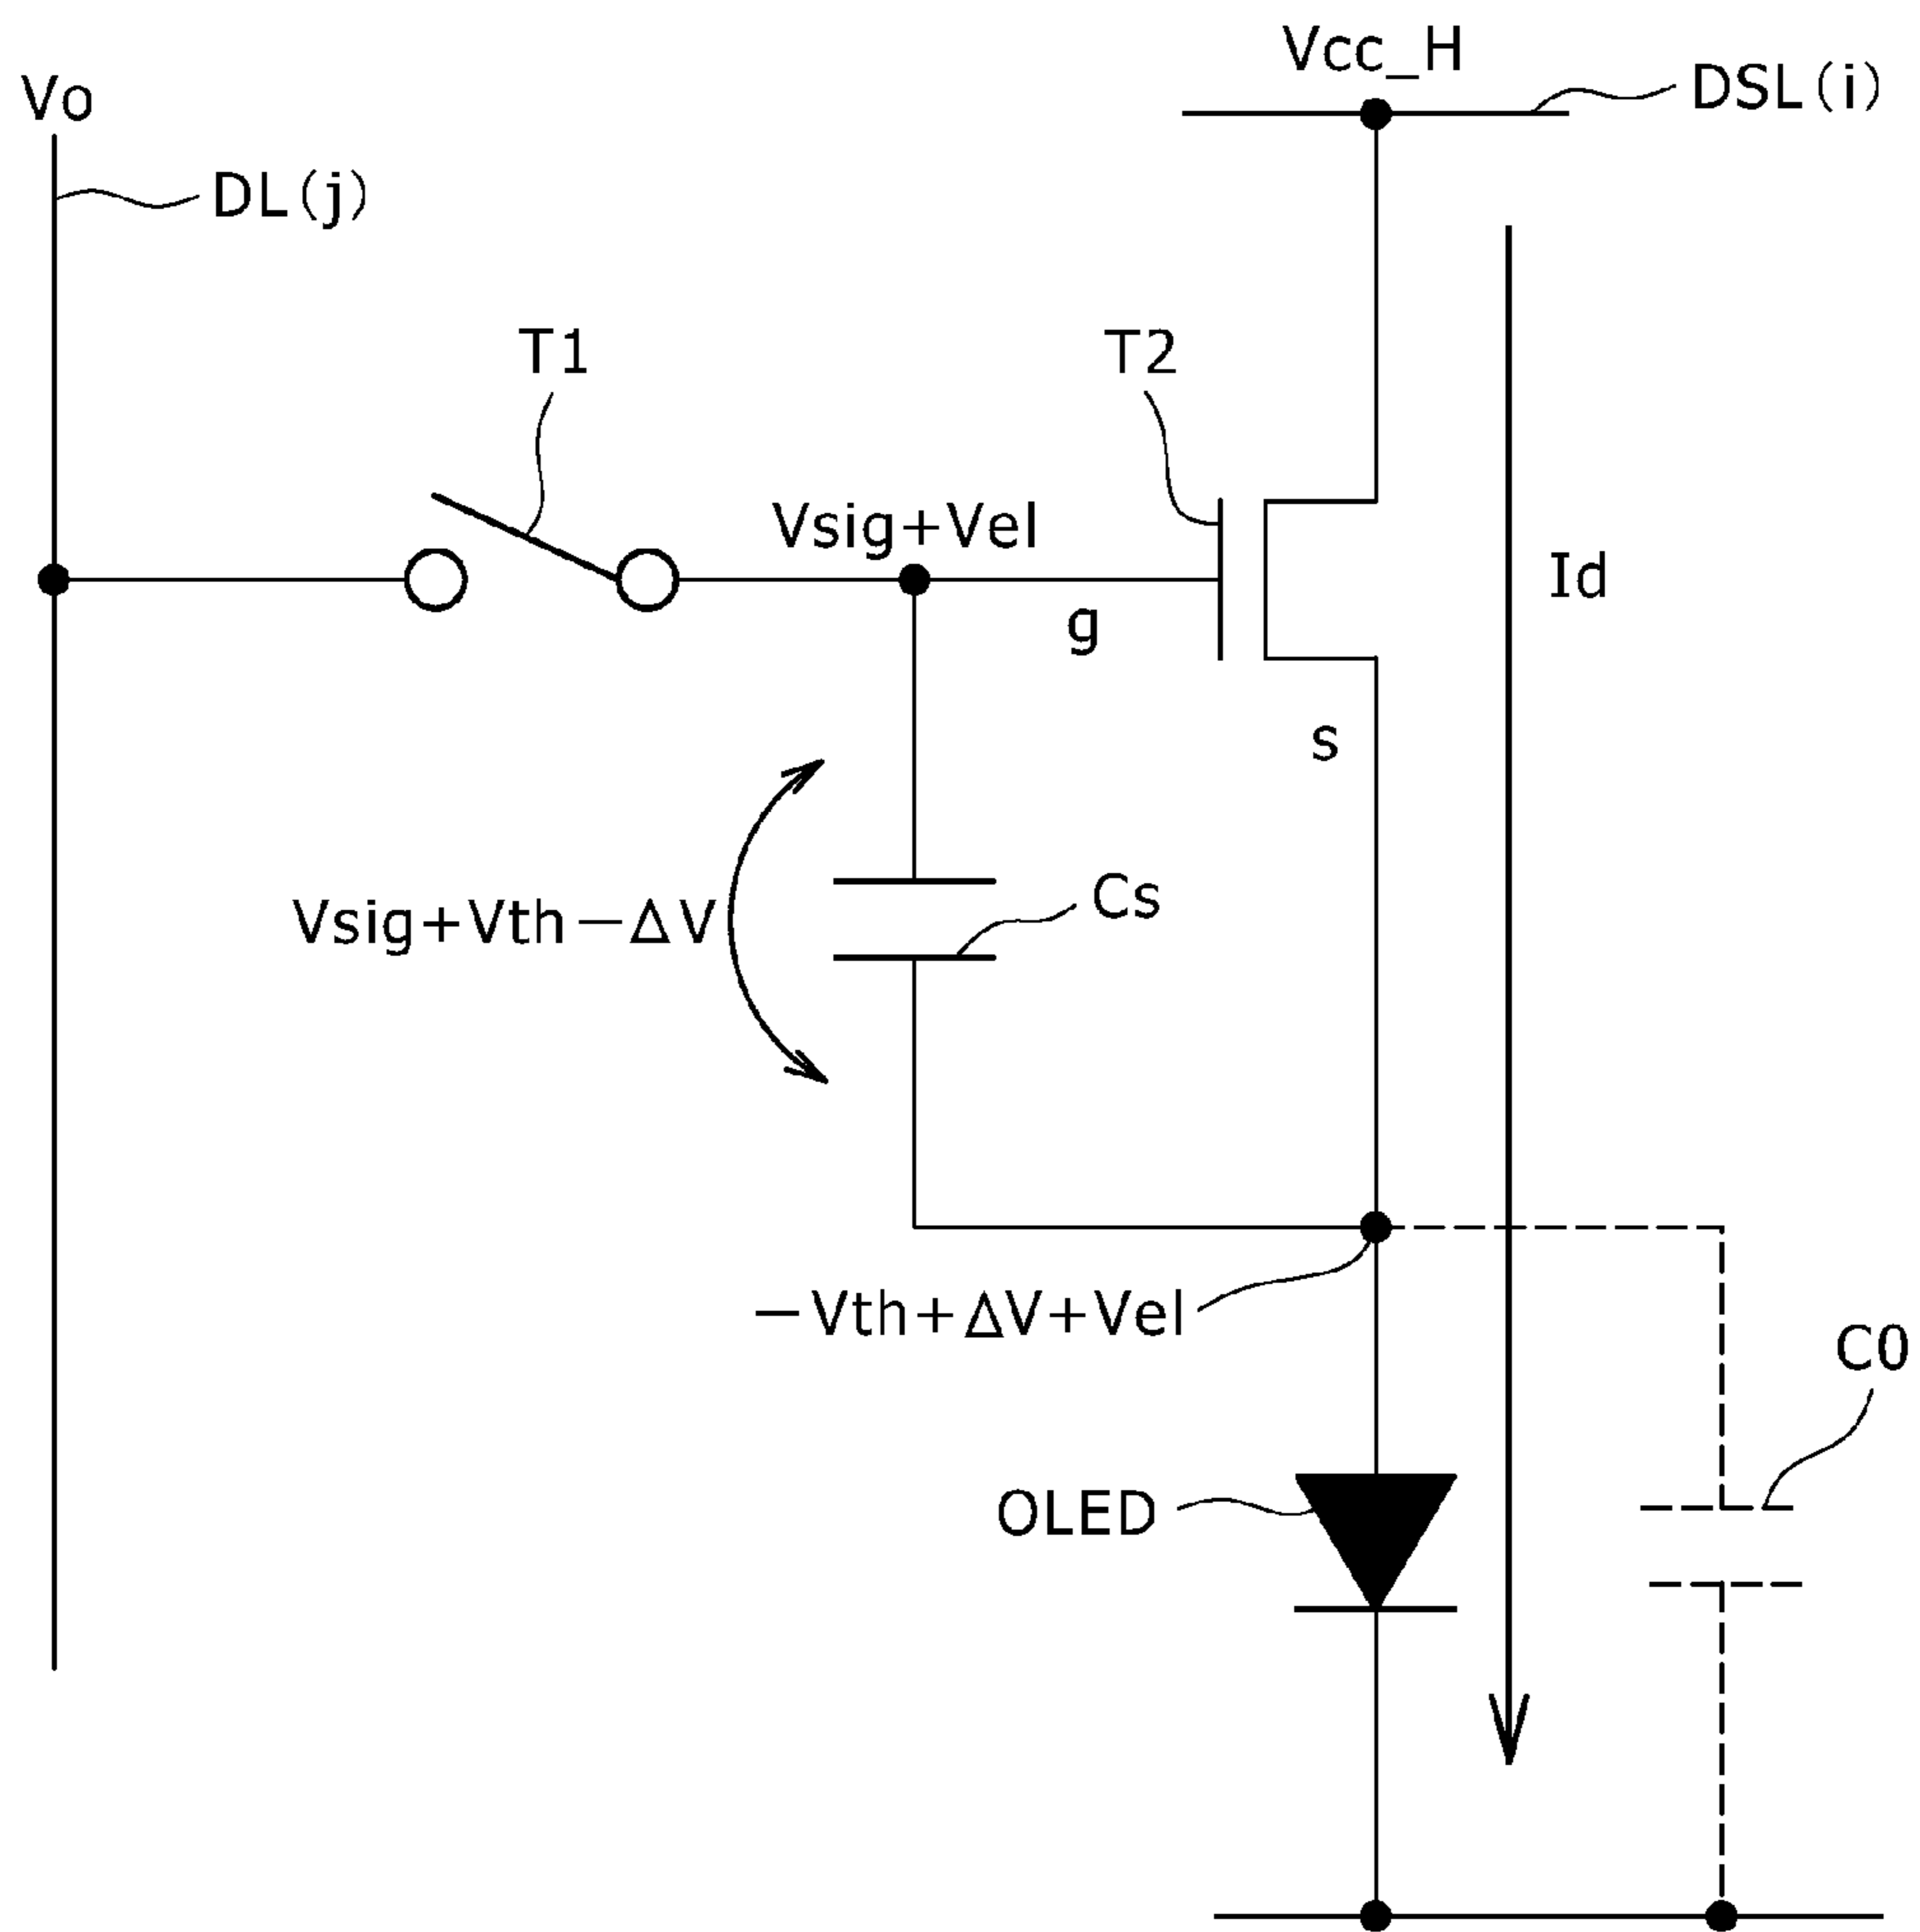 Vcc_H
DSL(i)
Vo
DL(j)
T1
T2
Vsig+Vel
Id
g
s
Vsig+Vth−ΔV
Cs
−Vth+ΔV+Vel
C0
OLED